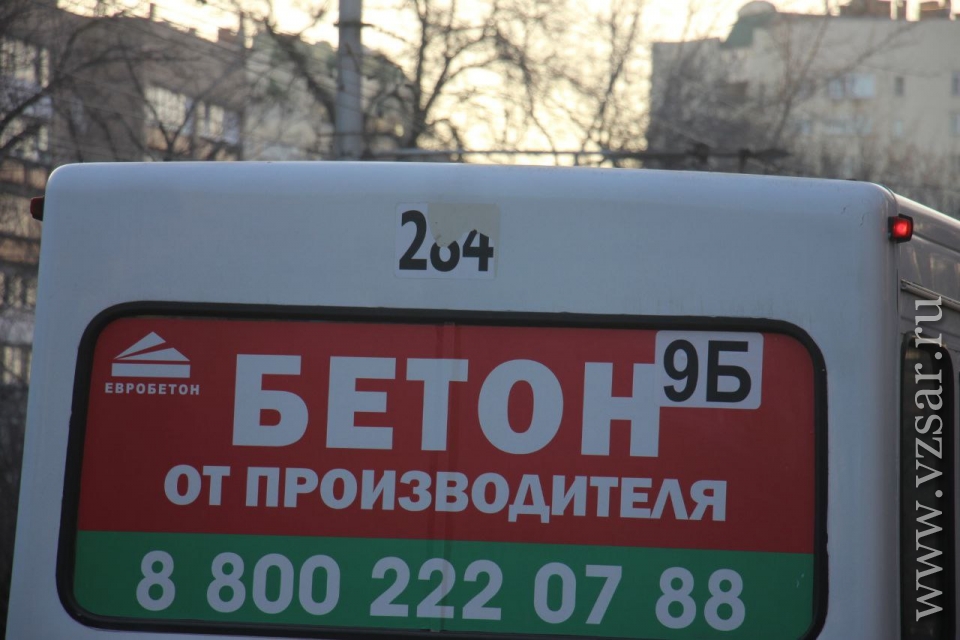 264
ЕВРОБЕТОН
БЕТОН
9Б
ОТ ПРОИЗВОДИТЕЛЯ
8 800 222 07 88
www.vzsar.ru